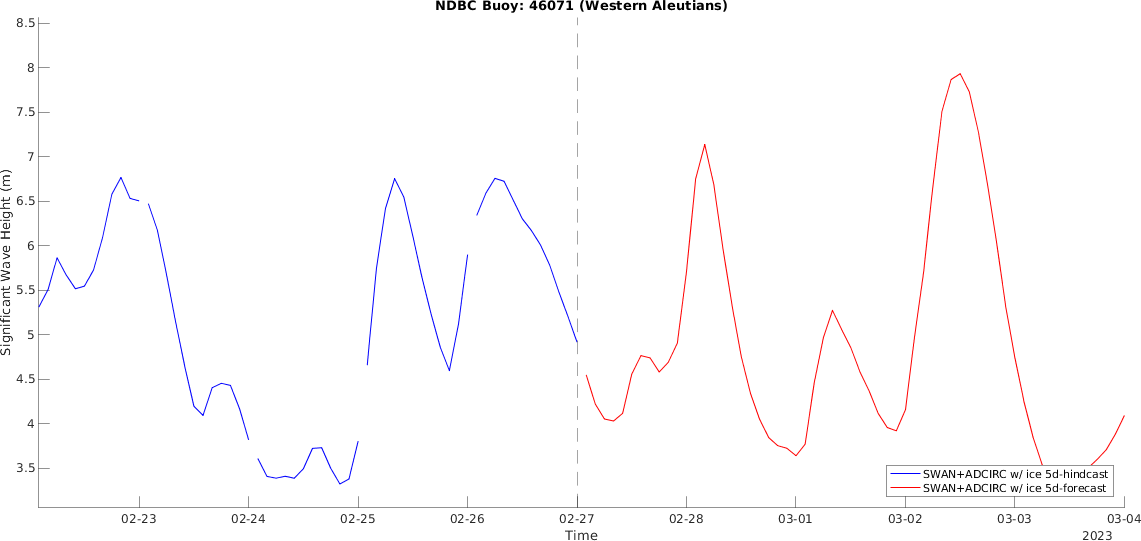 NDBC Buoy: 46071 (Western Aleutians)
8.5
8
7.5
7
6.5
6
5.5
5
4.5
4
3.5
Significant Wave Height (m)
SWAN+ADCIRC w/ ice 5d-hindcast
SWAN+ADCIRC w/ ice 5d-forecast
02-23 02-24 02-25 02-26 02-27 02-28 03-01 03-02 03-03 03-04
Time
2023